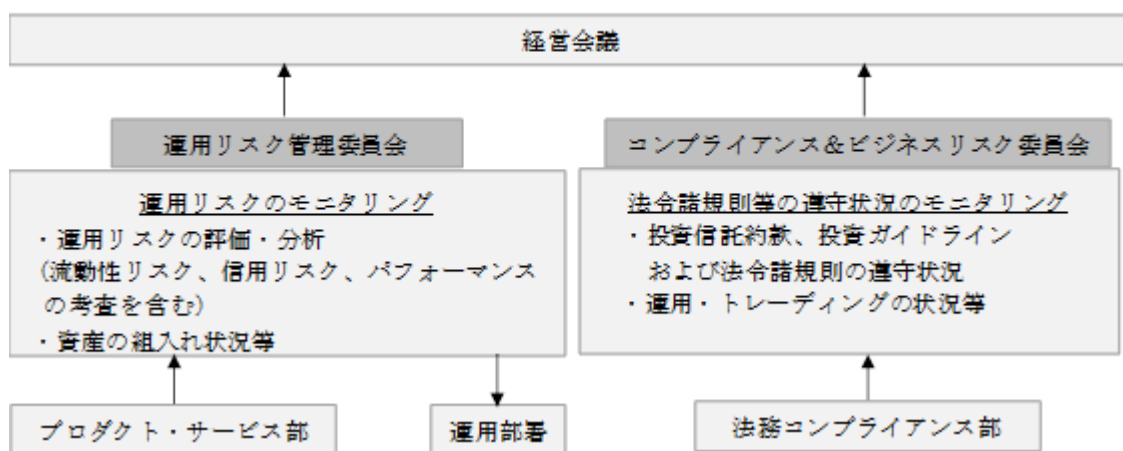 経営会議
運用リスク管理委員会
運用リスクのモニタリング
・運用リスクの評価・分析
(流動性リスク、信用リスク、パフォーマンス
の考査を含む)
・資産の組入れ状況等
コンプライアンス&ビジネスリスク委員会
法令諸規則等の遵守状況のモニタリング
・投資信託約款、投資ガイドライン
および法令諸規則の遵守状況
・運用・トレーディングの状況等
プロダクト・サービス部
運用部署
法務コンプライアンス部